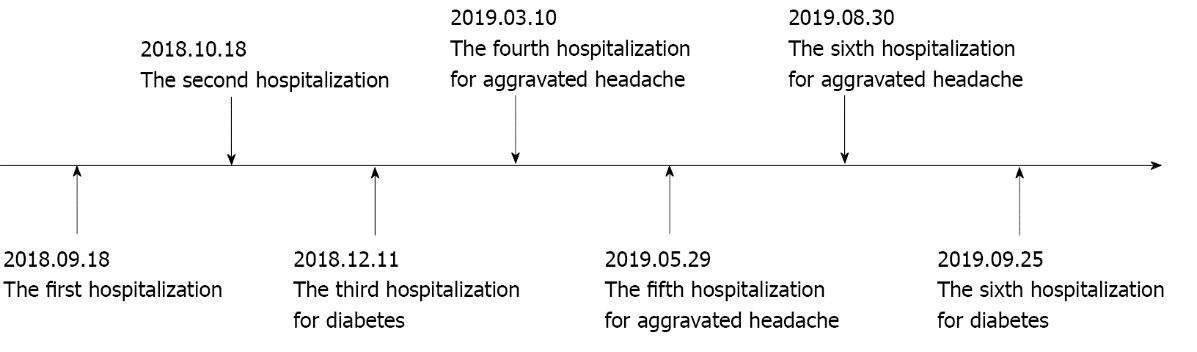 2018.09.18
The first hospitalization
2018.10.18
The second hospitalization
2018.12.11
The third hospitalization
for diabetes
2019.03.10
The fourth hospitalization
for aggravated headache
2019.05.29
The fifth hospitalization
for aggravated headache
2019.08.30
The sixth hospitalization
for aggravated headache
2019.09.25
The sixth hospitalization
for diabetes